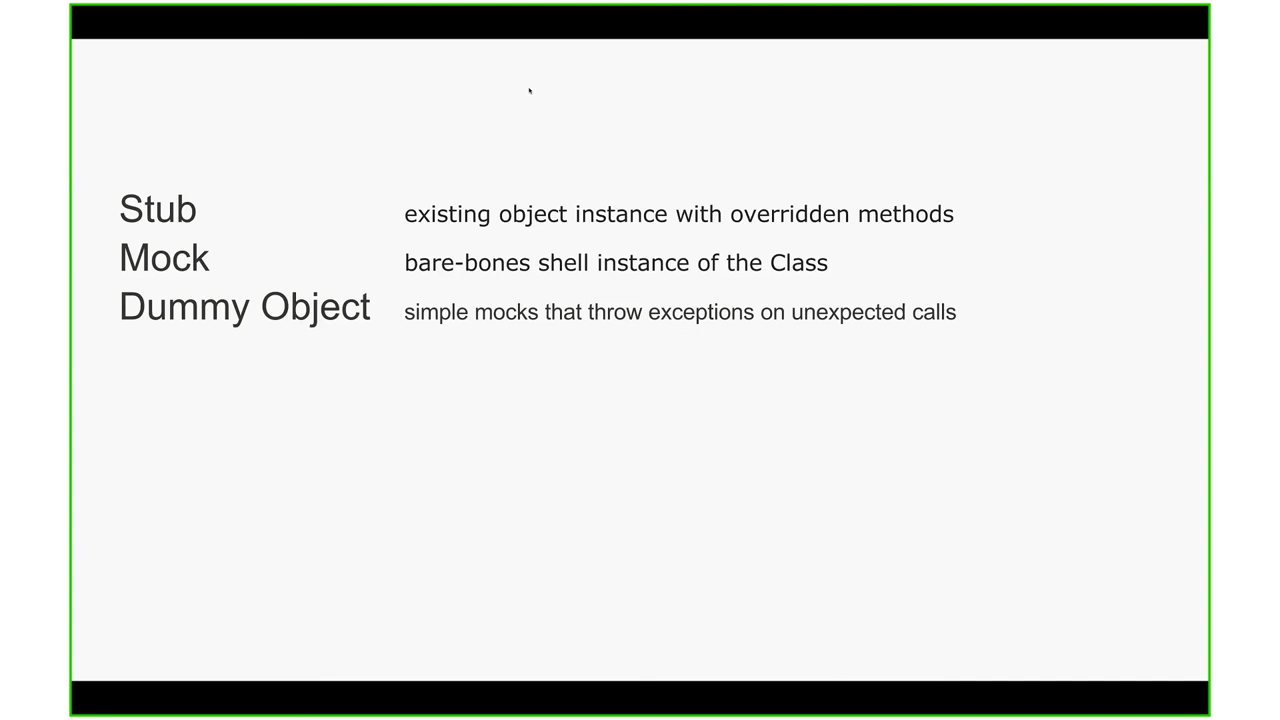 Stub existing object instance with overridden methods
Mock bare-bones shell instance of the Class
Dummy Object simple mocks that throw exceptions on unexpected calls